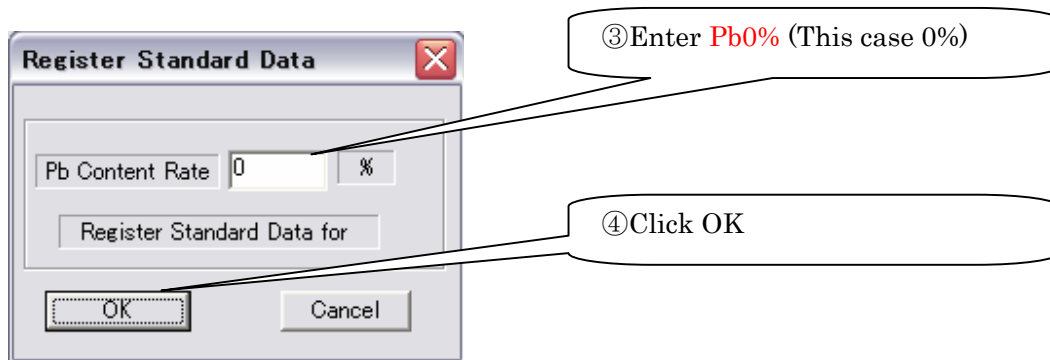 ③Enter Pb0% (This case 0%)
Register Standard Data
Pb Content Rate 0 %
Register Standard Data for
④Click OK
OK Cancel